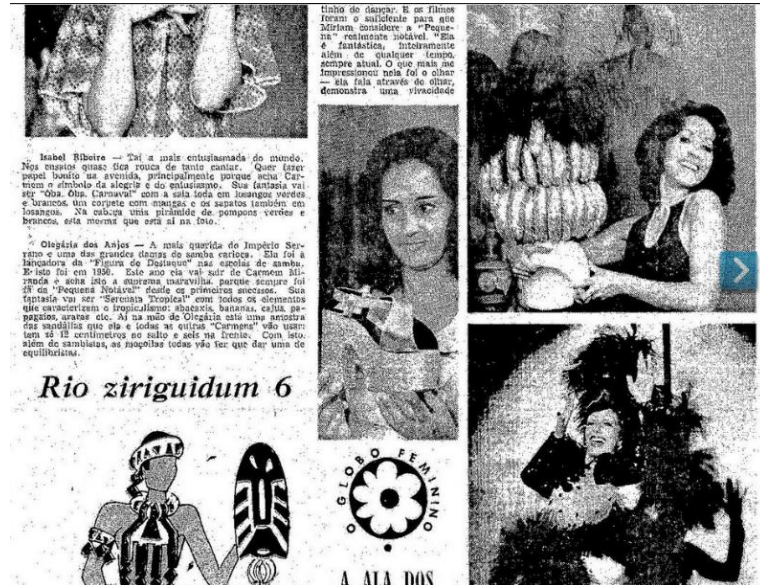 tinho de dançar. E os filmes
foram o suficiente para que
Miriam considere a "Peque-
na" realmente notável. "Ela
é fantástica, inteiramente
além de qualquer tempo,
sempre atual. O que mais me
impressionou nela foi o olhar
— ela fala através do olhar,
demonstra uma vivacidade
Isabel Ribeiro — Taí a mais entusiasmada do mundo.
Nos ensaios quase fica rouca de tanto cantar. Quer fazer
papel bonito na avenida, principalmente porque acha Car-
mem o símbolo da alegria e do entusiasmo. Sua fantasia vai
ser "Oba, Oba, Carnaval" com a saia toda em losangos verdes
e brancos, um corpete com mangas e os sapatos também em
losangos. Na cabeça uma pirâmide de pompons verdes e
brancos, esta mesma que está aí na foto.
Olegária dos Anjos — A mais querida do Império Ser-
rano e uma das grandes damas do samba carioca. Ela foi a
lançadora da "Figura de Destaque" nas escolas de samba.
E isto foi em 1950. Este ano ela vai sair de Carmem Mi-
randa e acha isto a suprema maravilha, porque sempre foi
fã da "Pequena Notável" desde os primeiros sucessos. Sua
fantasia vai ser "Serenata Tropical" com todos os elementos
que caracterizam o tropicalismo: abacaxis, bananas, cajus, pa-
pagaios, araras etc. Aí na mão de Olegária está uma amostra
das sandálias que ela e todas as outras "Carmens" vão usar:
tem só 12 centímetros no salto e seis na frente. Com isto,
além de sambistas, as moçoilas todas vão ter que dar uma de
equilibristas.
Rio ziriguidum 6
O GLOBO FEMININO
A ALA DOS